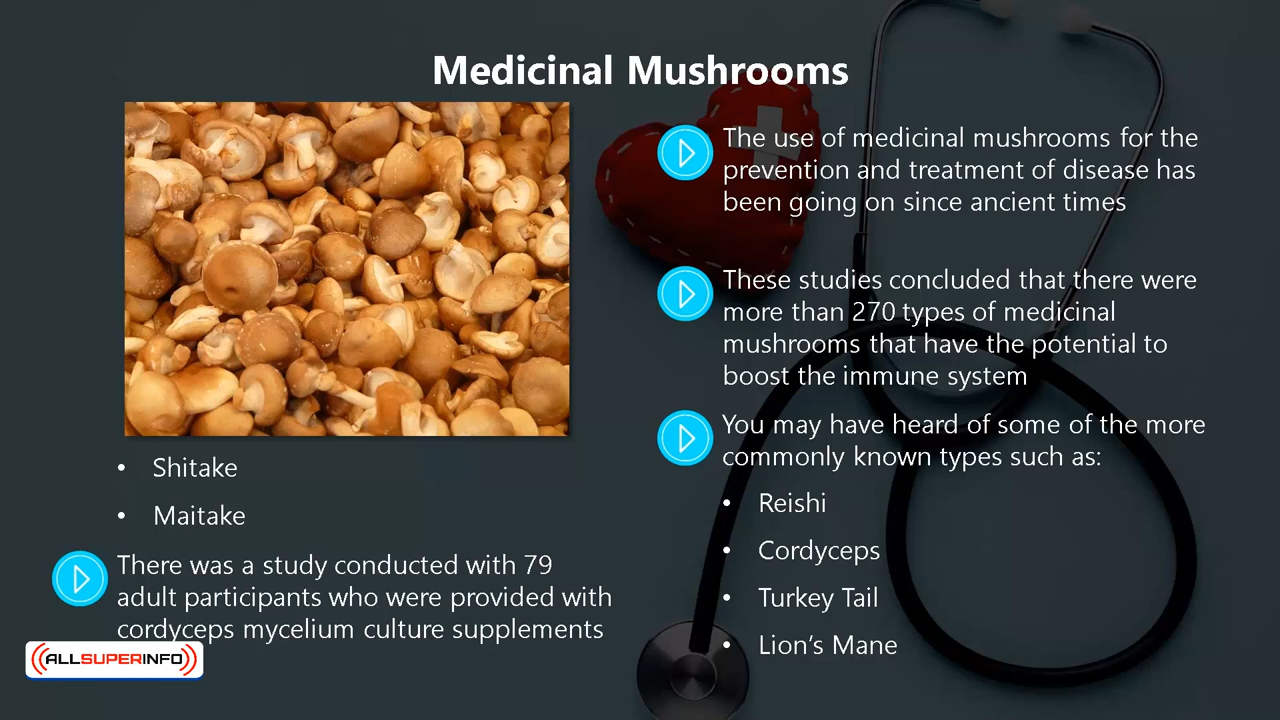 Medicinal Mushrooms
The use of medicinal mushrooms for the
prevention and treatment of disease has
been going on since ancient times
These studies concluded that there were
more than 270 types of medicinal
mushrooms that have the potential to
boost the immune system
You may have heard of some of the more
commonly known types such as:
• Reishi
• Cordyceps
• Turkey Tail
• Lion’s Mane
• Shitake
• Maitake
There was a study conducted with 79
adult participants who were provided with
cordyceps mycelium culture supplements
ALLSUPERINFO